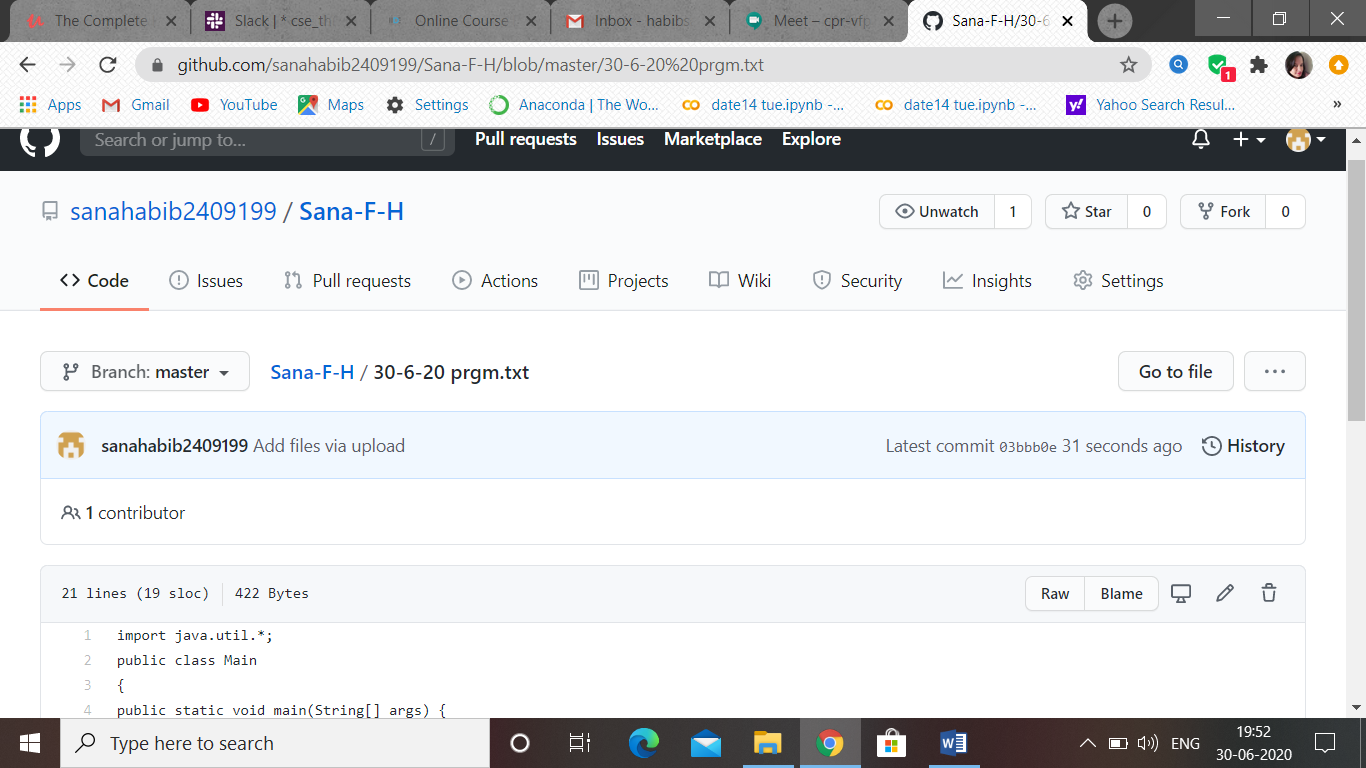 The Complete
Slack | * cse_th
Online Course
Inbox - habibs
Meet – cpr-vfp
Sana-F-H/30-6
github.com/sanahabib2409199/Sana-F-H/blob/master/30-6-20%20prgm.txt
1
Apps
Gmail
YouTube
Maps
Settings
Anaconda | The Wo...
date14 tue.ipynb -...
date14 tue.ipynb -...
Yahoo Search Resul...
»
Search or jump to...
/
Pull requests
Issues
Marketplace
Explore
sanahabib2409199 / Sana-F-H
Unwatch 1
Star 0
Fork 0
Code
Issues
Pull requests
Actions
Projects
Wiki
Security
Insights
Settings
Branch: master
Sana-F-H / 30-6-20 prgm.txt
Go to file
sanahabib2409199 Add files via upload
Latest commit 03bbb0e 31 seconds ago
History
1 contributor
21 lines (19 sloc)
422 Bytes
Raw
Blame
1 import java.util.*;
2 public class Main
3 {
4 public static void main(String[] args) {
Type here to search
ENG
19:52
30-06-2020